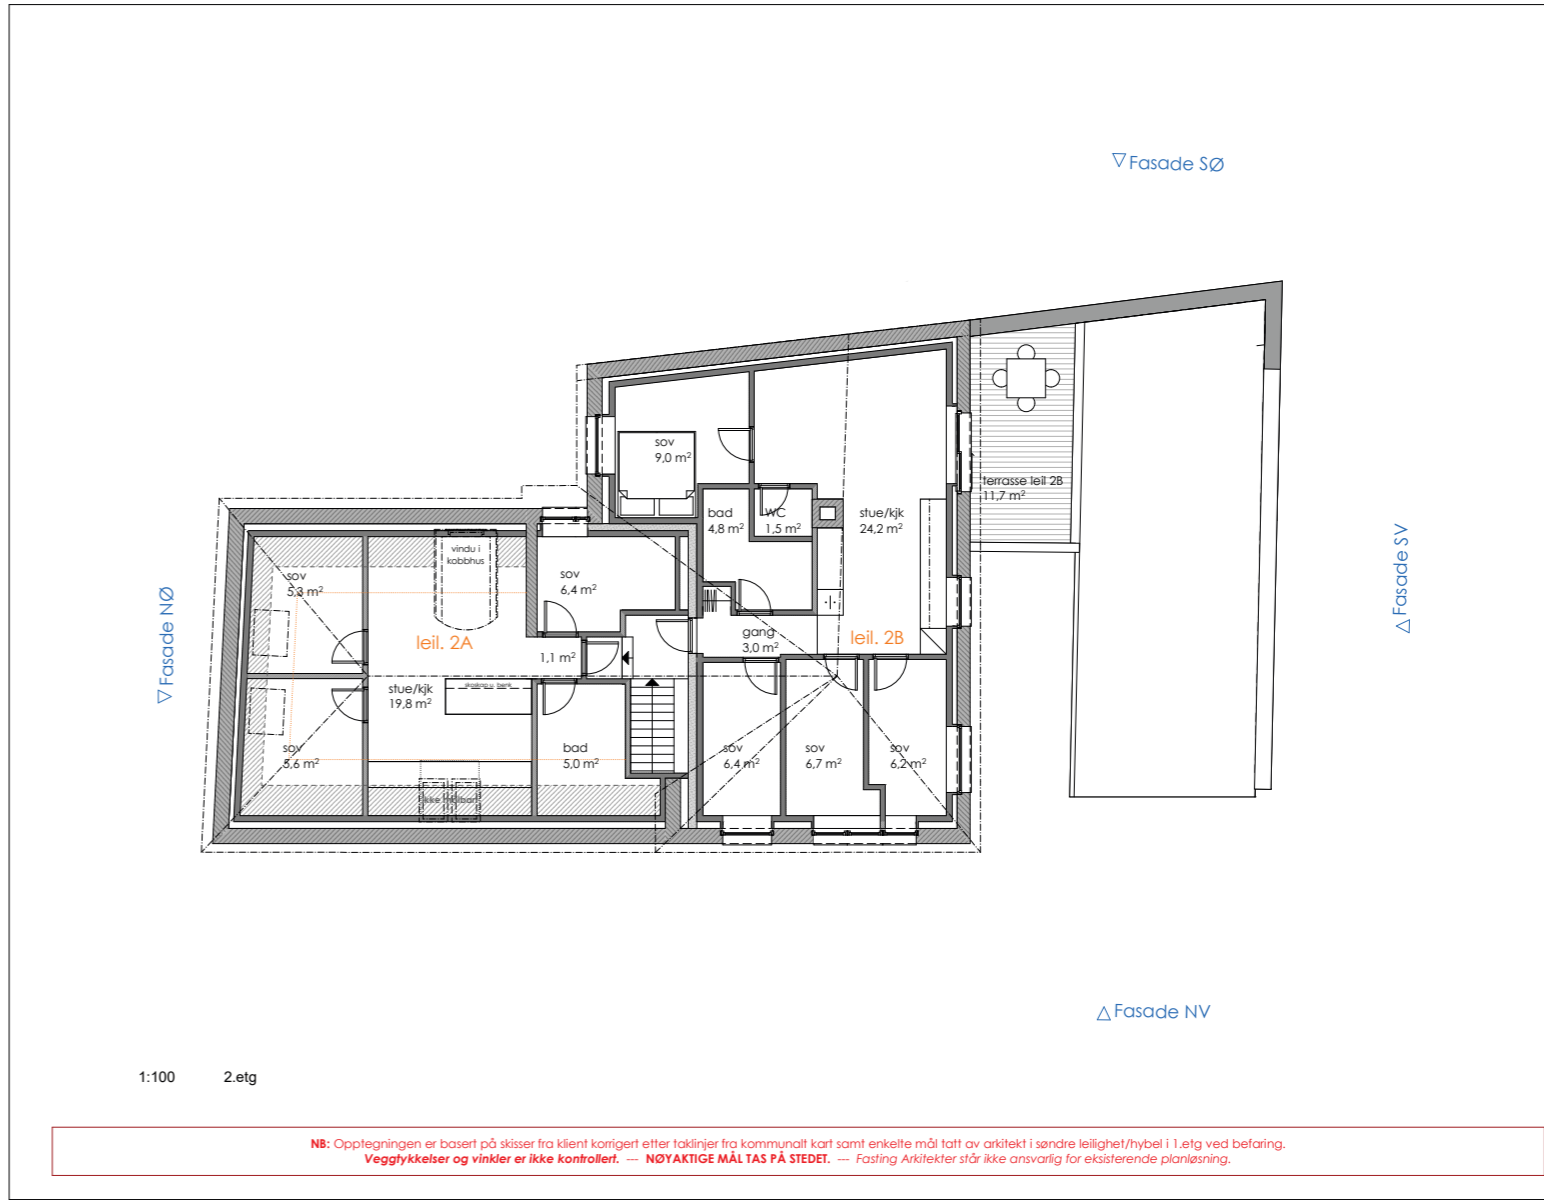 ▽ Fasade SØ
sov
9,0 m²
terrasse leil 2B
11,7 m²
bad
4,8 m²
WC
1,5 m²
stue/kjk
24,2 m²
vindu i
kobbhus
sov
5,3 m²
sov
6,4 m²
△ Fasade SV
▽ Fasade NØ
leil. 2A
1,1 m²
gang
3,0 m²
leil. 2B
stue/kjk
19,8 m²
skoskap u. benk
sov
5,6 m²
bad
5,0 m²
sov
6,4 m²
sov
6,7 m²
sov
6,2 m²
ikke målbart
△ Fasade NV
1:100 2.etg
NB: Opptegningen er basert på skisser fra klient korrigert etter taklinjer fra kommunalt kart samt enkelte mål tatt av arkitekt i søndre leilighet/hybel i 1.etg ved befaring.
Veggtykkelser og vinkler er ikke kontrollert. --- NØYAKTIGE MÅL TAS PÅ STEDET. --- Fasting Arkitekter står ikke ansvarlig for eksisterende planløsning.